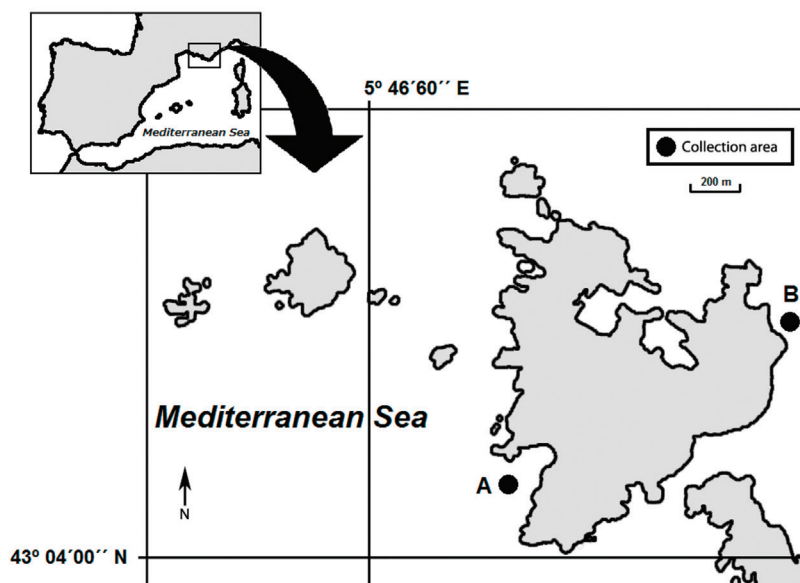 5º 46´60´´ E
Mediterranean Sea
Collection area
200 m
B
Mediterranean Sea
A
N
43º 04´00´´ N